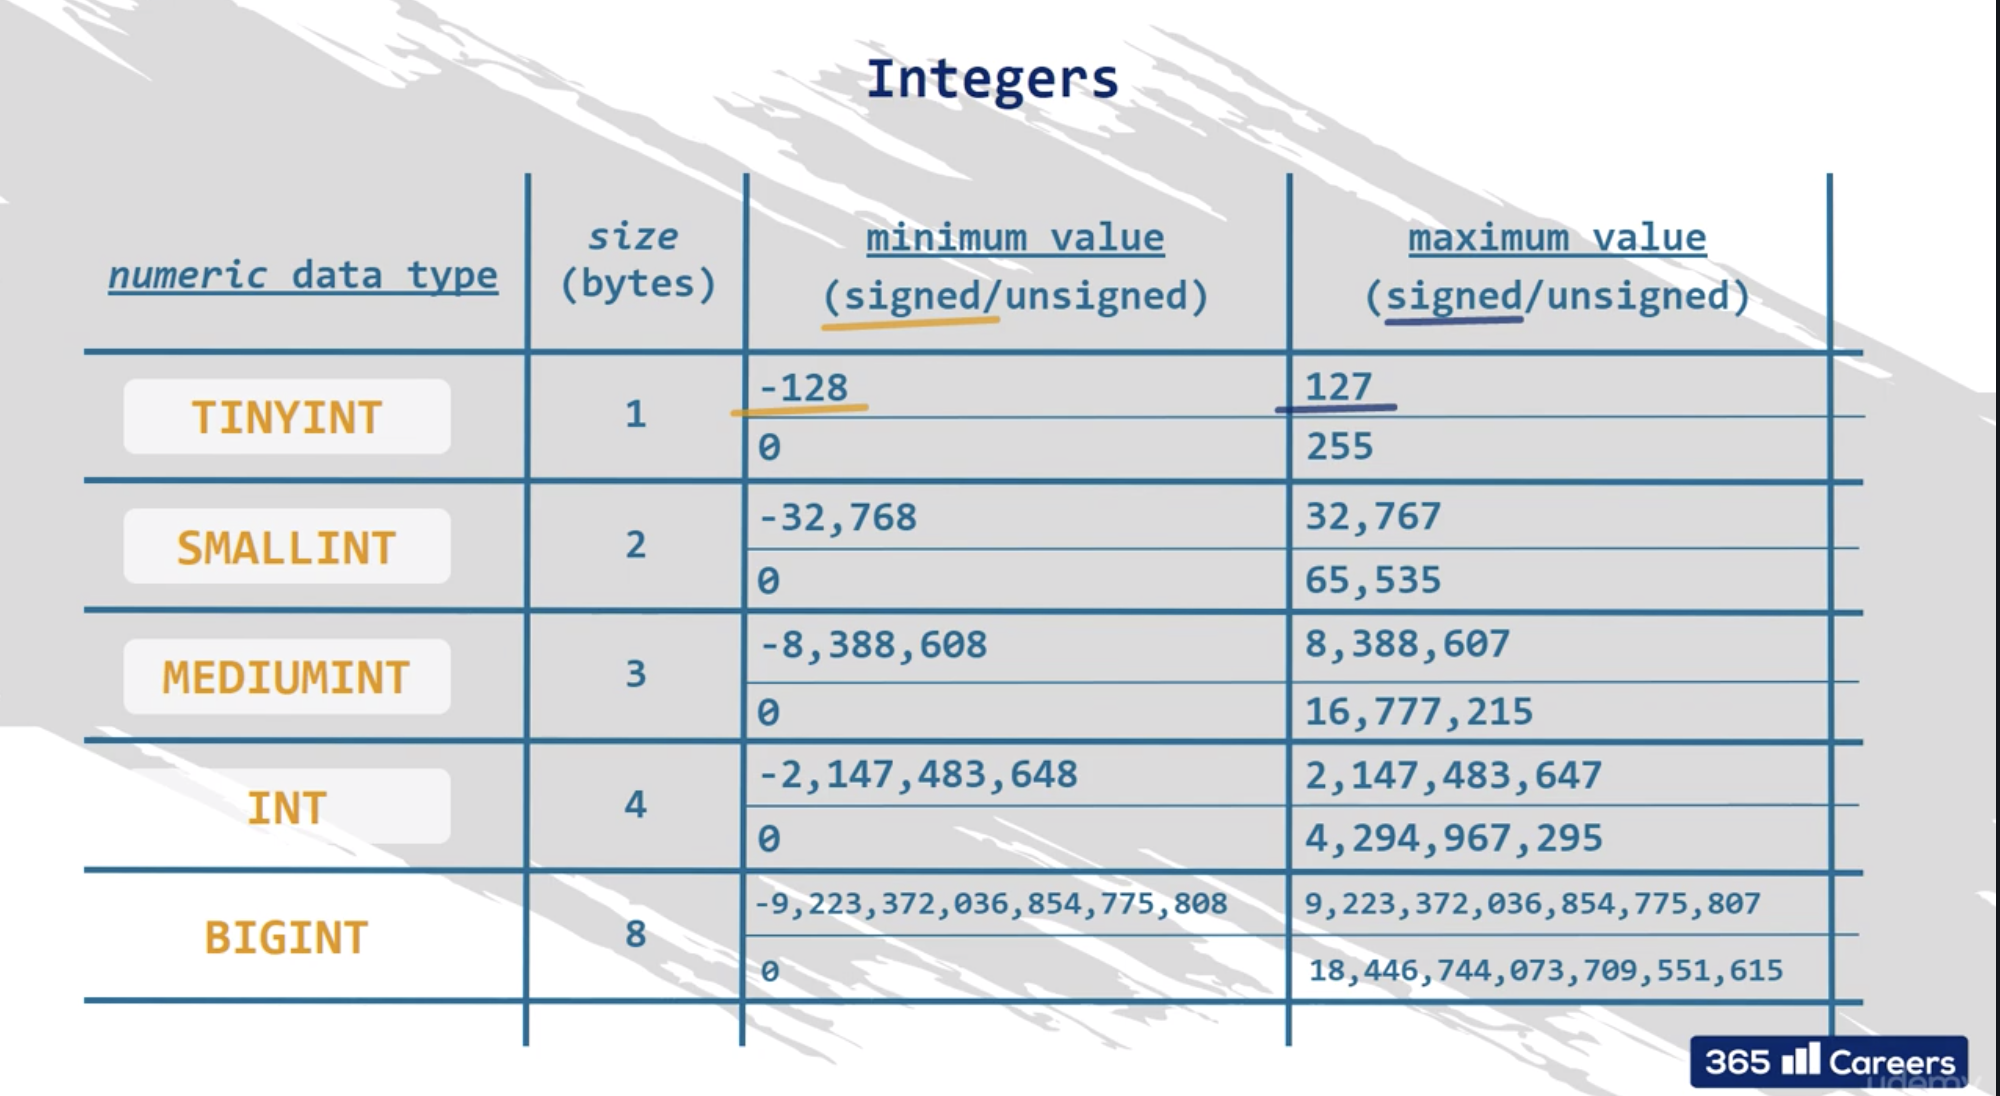 Integers
numeric data type
size
(bytes)
minimum value
(signed/unsigned)
maximum value
(signed/unsigned)
TINYINT
1
-128
127
0
255
SMALLINT
2
-32,768
32,767
0
65,535
MEDIUMINT
3
-8,388,608
8,388,607
0
16,777,215
INT
4
-2,147,483,648
2,147,483,647
0
4,294,967,295
BIGINT
8
-9,223,372,036,854,775,808
9,223,372,036,854,775,807
0
18,446,744,073,709,551,615
365 Careers
udemy